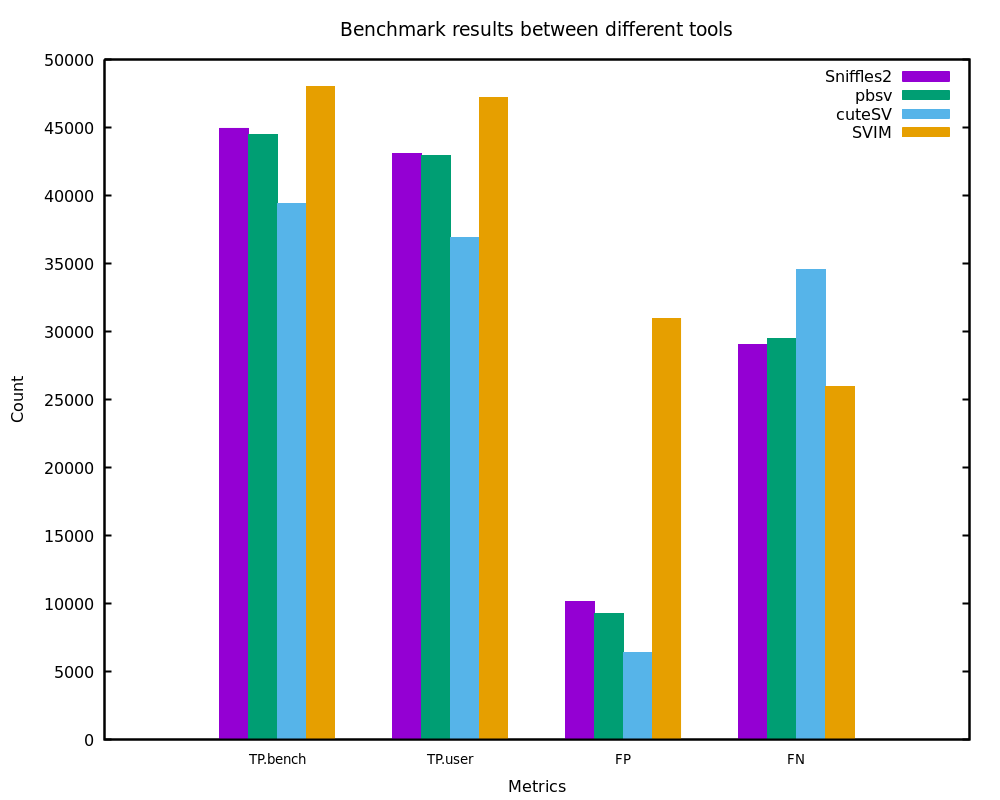 Benchmark results between different tools
50000
45000
40000
35000
30000
25000
20000
15000
10000
5000
0
Count
Sniffles2
pbsv
cuteSV
SVIM
TP.bench
TP.user
FP
FN
Metrics